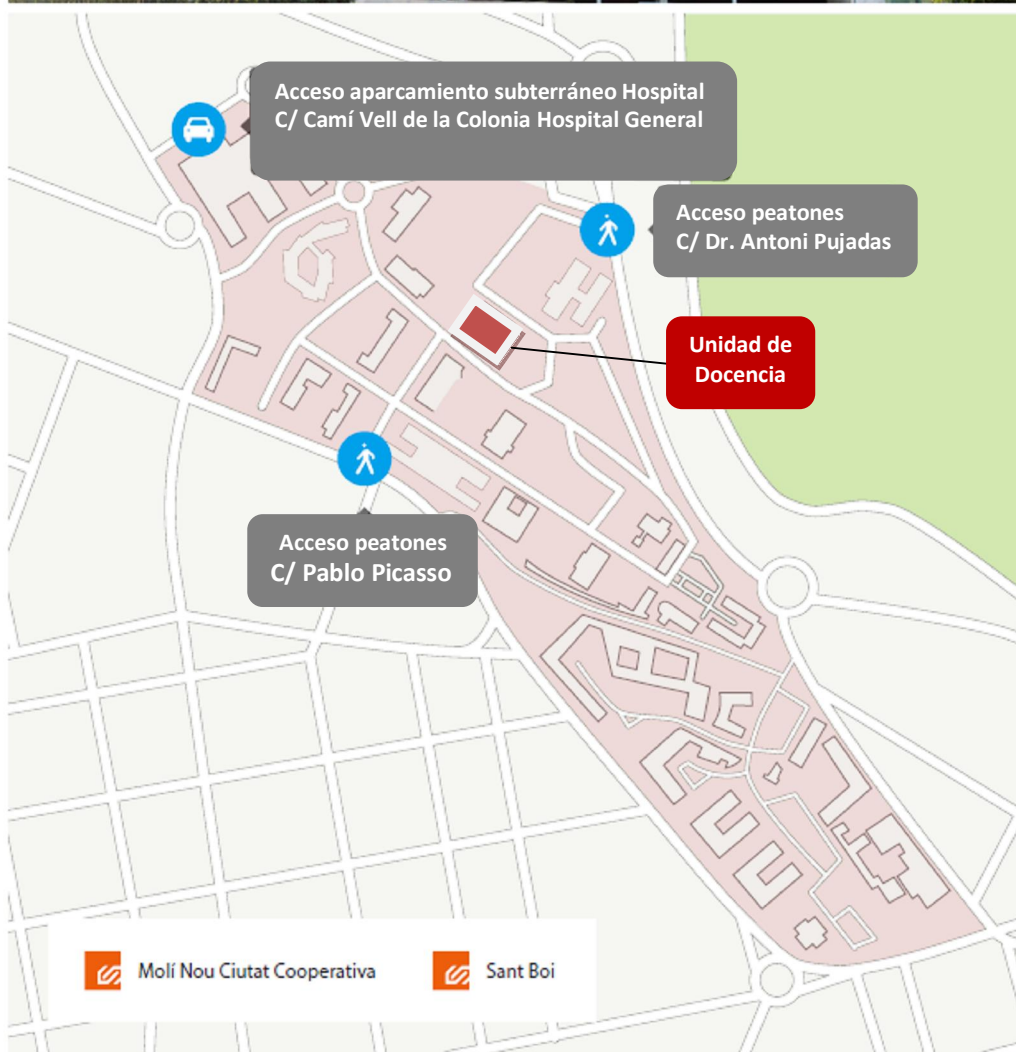 Acceso aparcamiento subterráneo Hospital
C/ Camí Vell de la Colonia Hospital General
Acceso peatones
C/ Dr. Antoni Pujadas
Unidad de
Docencia
Acceso peatones
C/ Pablo Picasso
Molí Nou Ciutat Cooperativa
Sant Boi